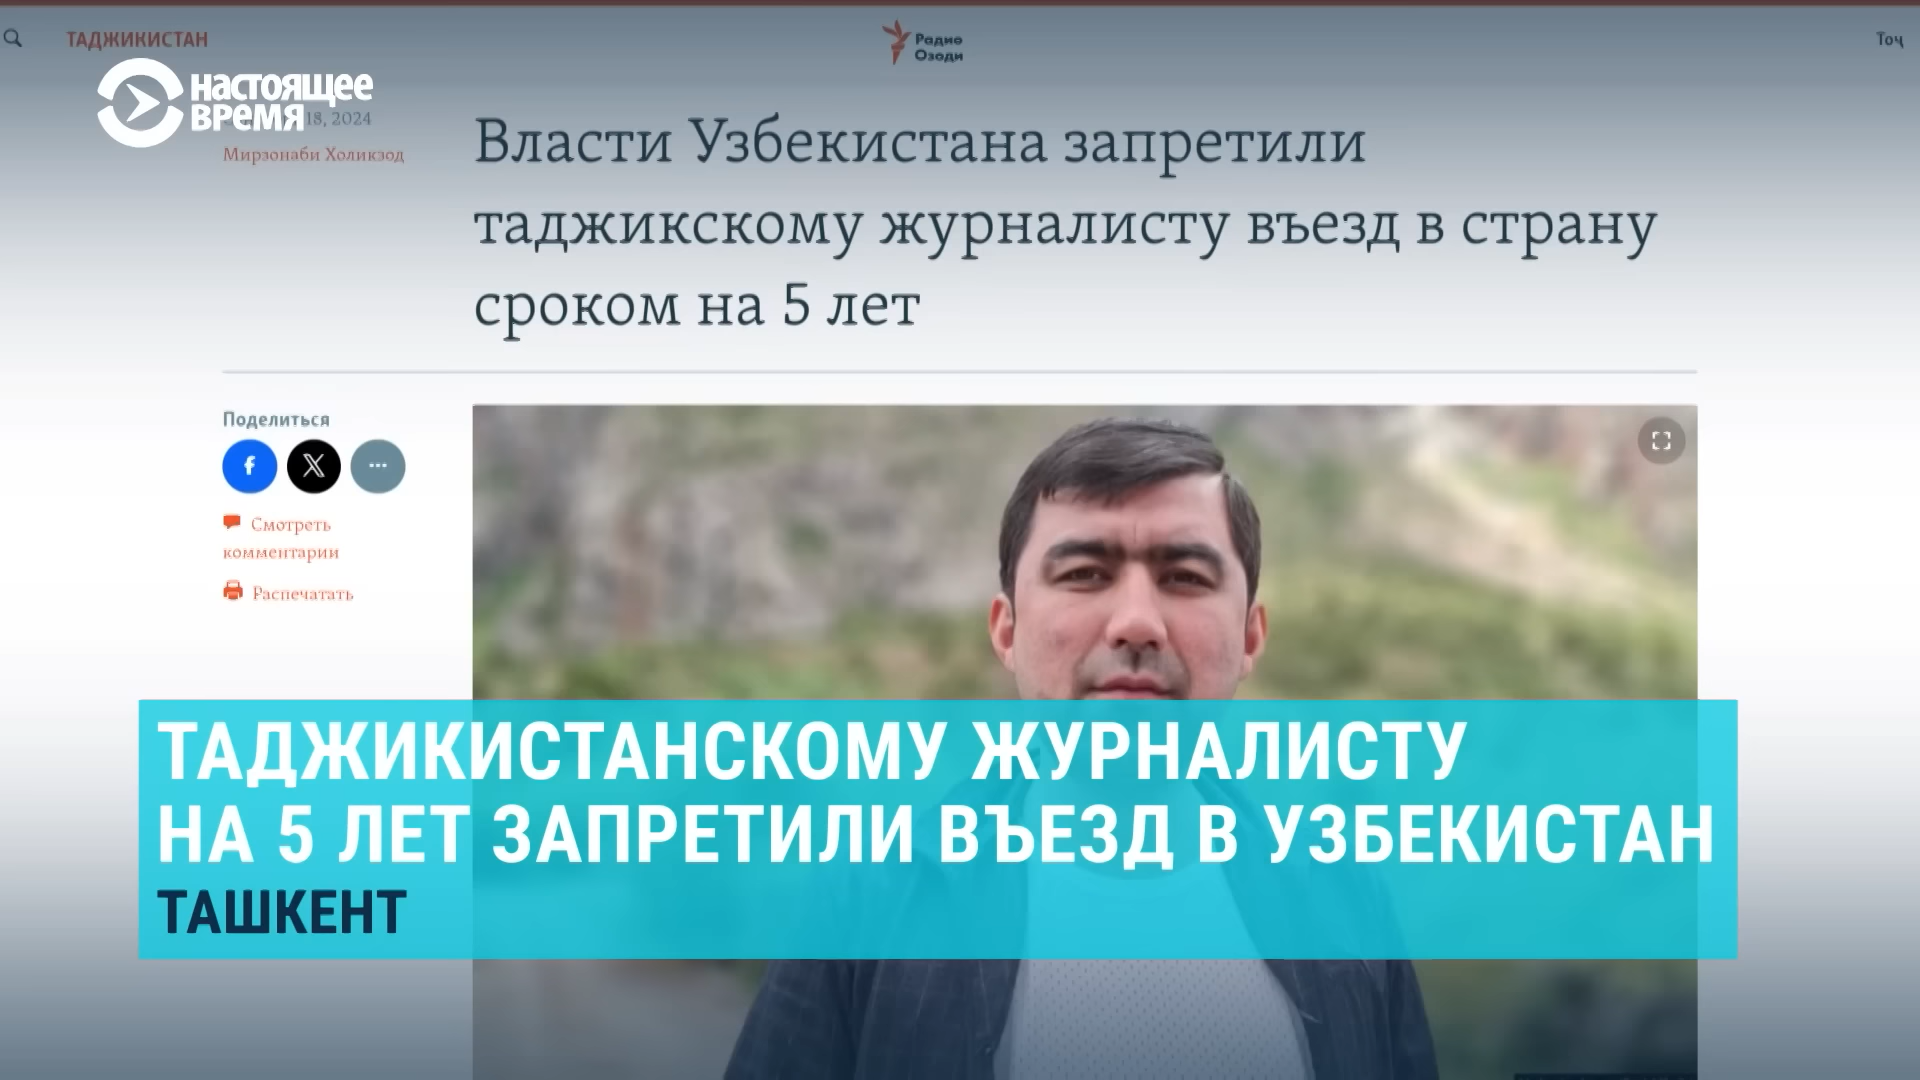 ТАДЖИКИСТАН
Радио
Озоди
Тоҷ
НАСТОЯЩЕЕ
ВРЕМЯ
18, 2024
Мирзонаби Холикзод
Власти Узбекистана запретили
таджикскому журналисту въезд в страну
сроком на 5 лет
Поделиться
Смотреть
комментарии
Распечатать
ТАДЖИКИСТАНСКОМУ ЖУРНАЛИСТУ
НА 5 ЛЕТ ЗАПРЕТИЛИ ВЪЕЗД В УЗБЕКИСТАН
ТАШКЕНТ